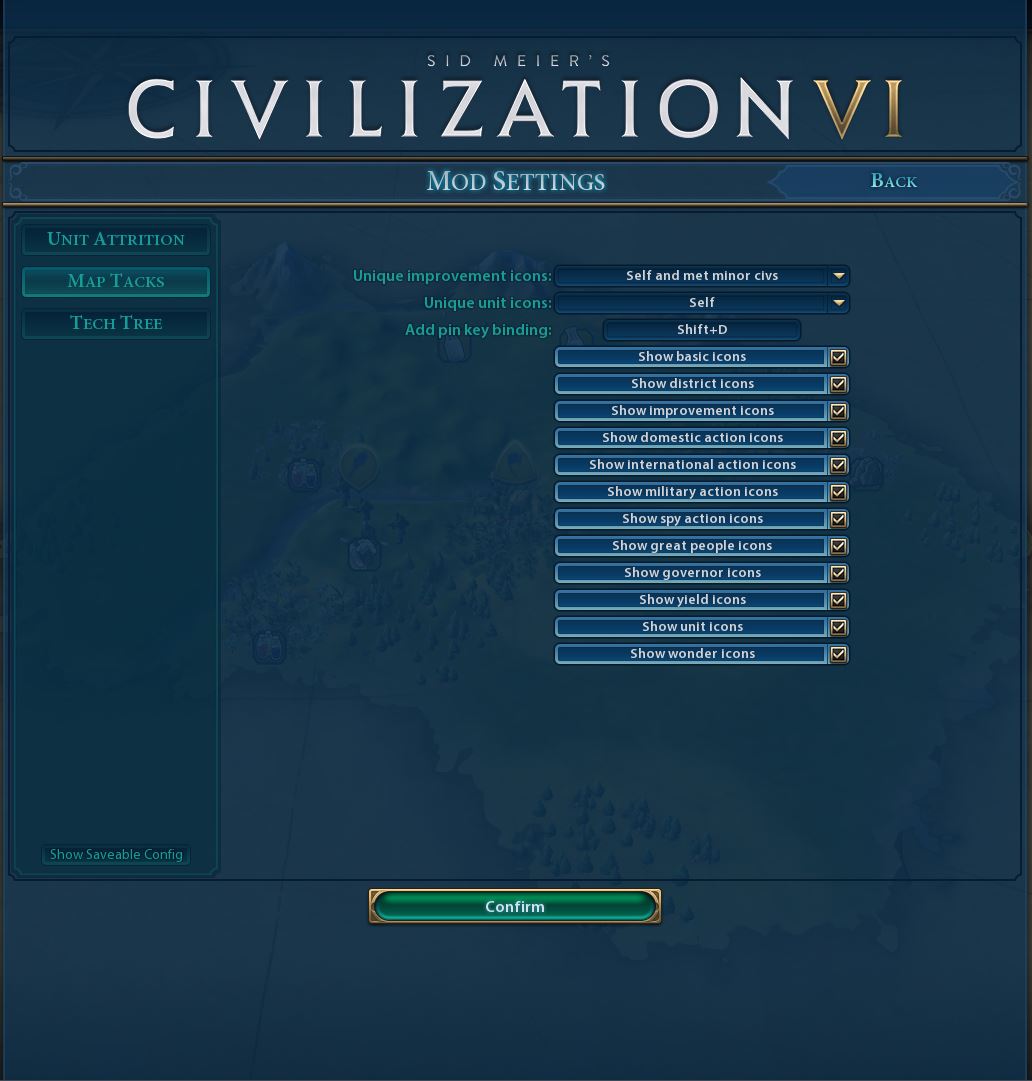 SID MEIER'S
CIVILIZATION VI
MOD SETTINGS
BACK
UNIT ATTRITION
MAP TACKS
TECH TREE
Unique improvement icons: Self and met minor civs
Unique unit icons: Self
Add pin key binding: Shift+D
Show basic icons
Show district icons
Show improvement icons
Show domestic action icons
Show international action icons
Show military action icons
Show spy action icons
Show great people icons
Show governor icons
Show yield icons
Show unit icons
Show wonder icons
Show Saveable Config
Confirm